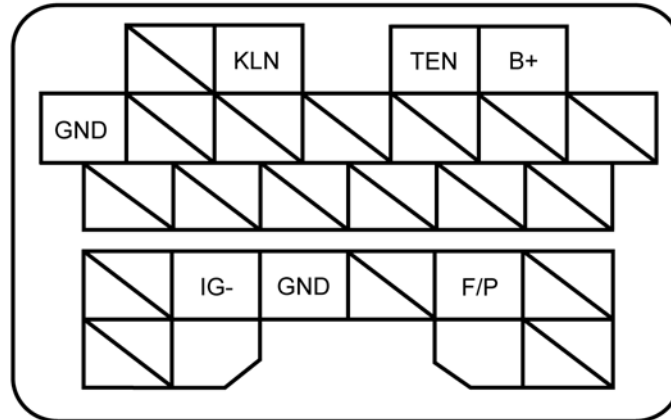 KLN TEN B+
GND
IG- GND F/P